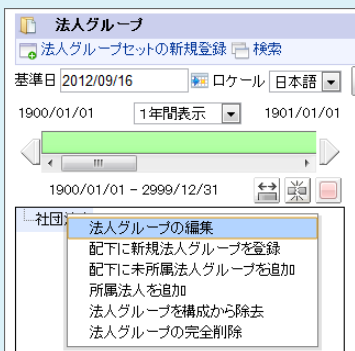 法人グループ
法人グループセットの新規登録 検索
基準日 2012/09/16 ロケール 日本語
1900/01/01 1年間表示 1901/01/01
1900/01/01 - 2999/12/31
社団
法人グループの編集
配下に新規法人グループを登録
配下に未所属法人グループを追加
所属法人を追加
法人グループを構成から除去
法人グループの完全削除